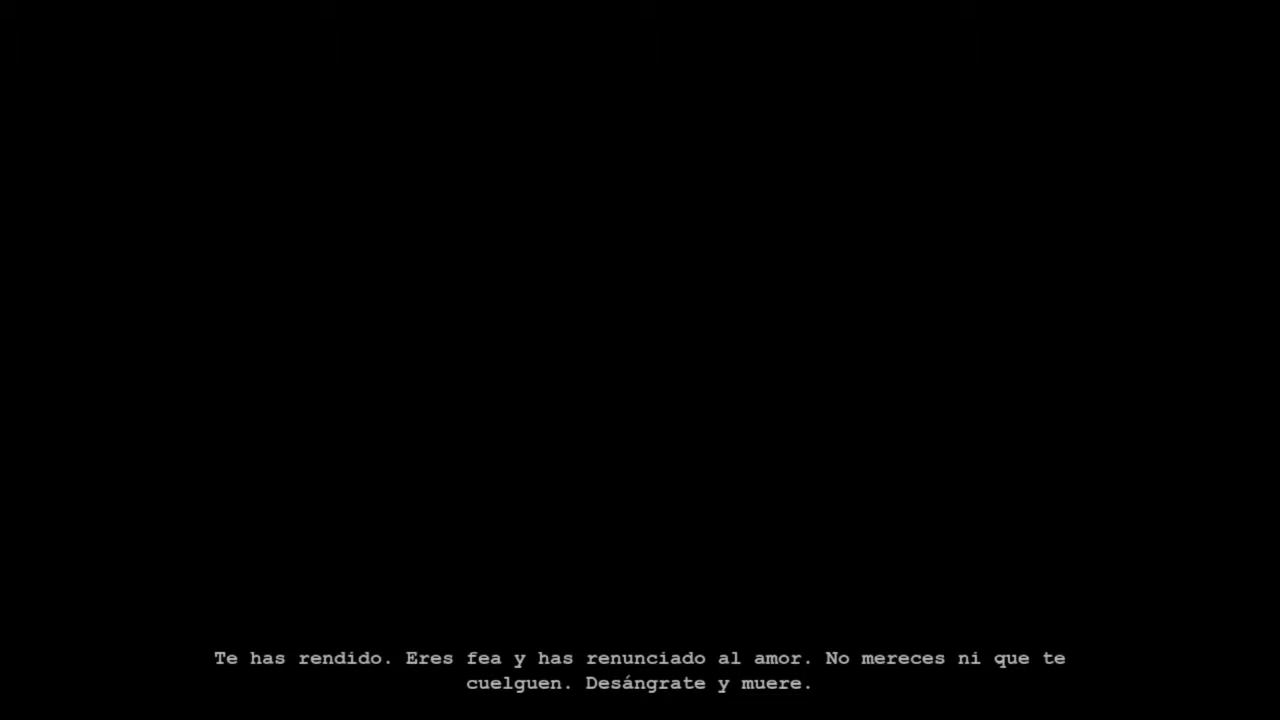 Te has rendido. Eres fea y has renunciado al amor. No mereces ni que te
cuelguen. Desángrate y muere.